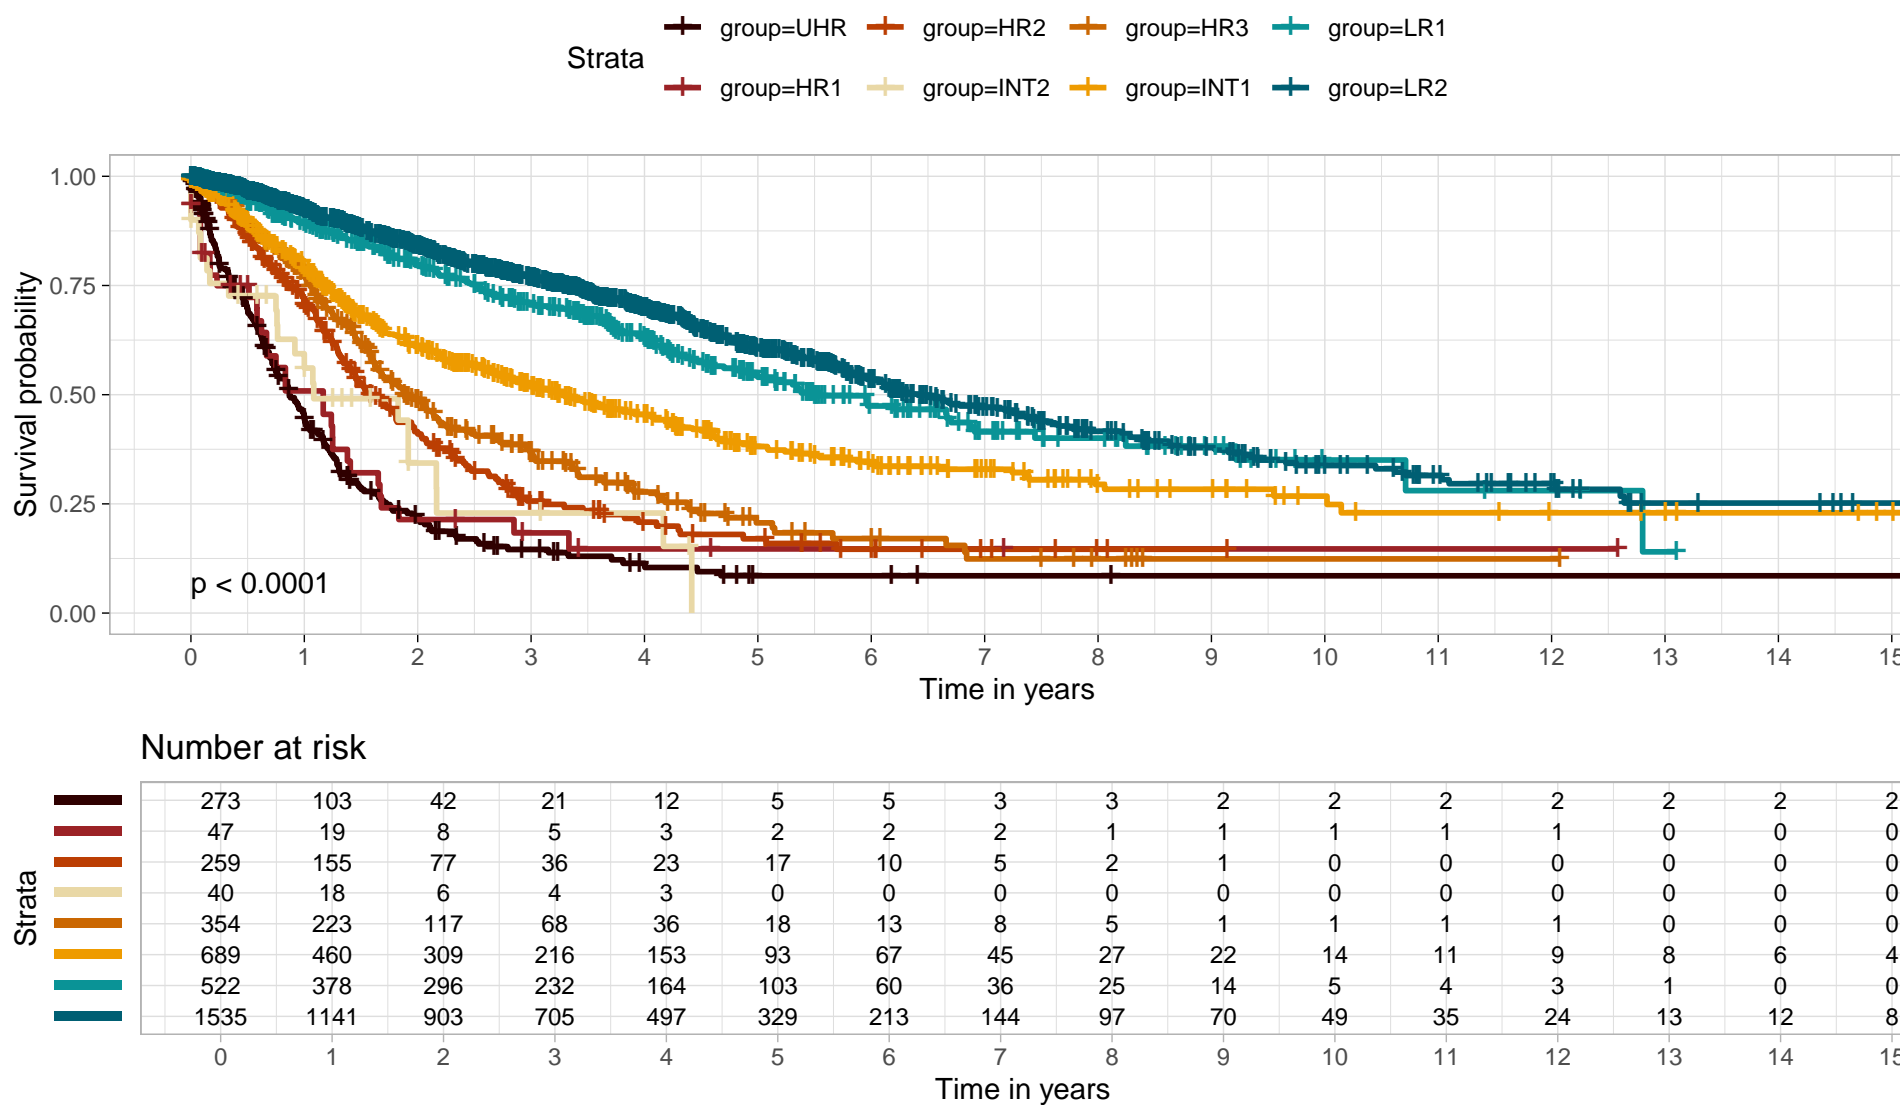 group=UHR group=HR2 group=HR3 group=LR1
Strata
group=HR1 group=INT2 group=INT1 group=LR2
1.00
0.75
0.50
0.25
0.00
Survival probability
p < 0.0001
0 1 2 3 4 5 6 7 8 9 10 11 12 13 14 15
Time in years
Number at risk
Strata
273 103 42 21 12 5 5 3 3 2 2 2 2 2 2 2
47 19 8 5 3 2 2 2 1 1 1 1 1 0 0 0
259 155 77 36 23 17 10 5 2 1 0 0 0 0 0 0
40 18 6 4 3 0 0 0 0 0 0 0 0 0 0 0
354 223 117 68 36 18 13 8 5 1 1 1 1 0 0 0
689 460 309 216 153 93 67 45 27 22 14 11 9 8 6 4
522 378 296 232 164 103 60 36 25 14 5 4 3 1 0 0
1535 1141 903 705 497 329 213 144 97 70 49 35 24 13 12 8
0 1 2 3 4 5 6 7 8 9 10 11 12 13 14 15
Time in years